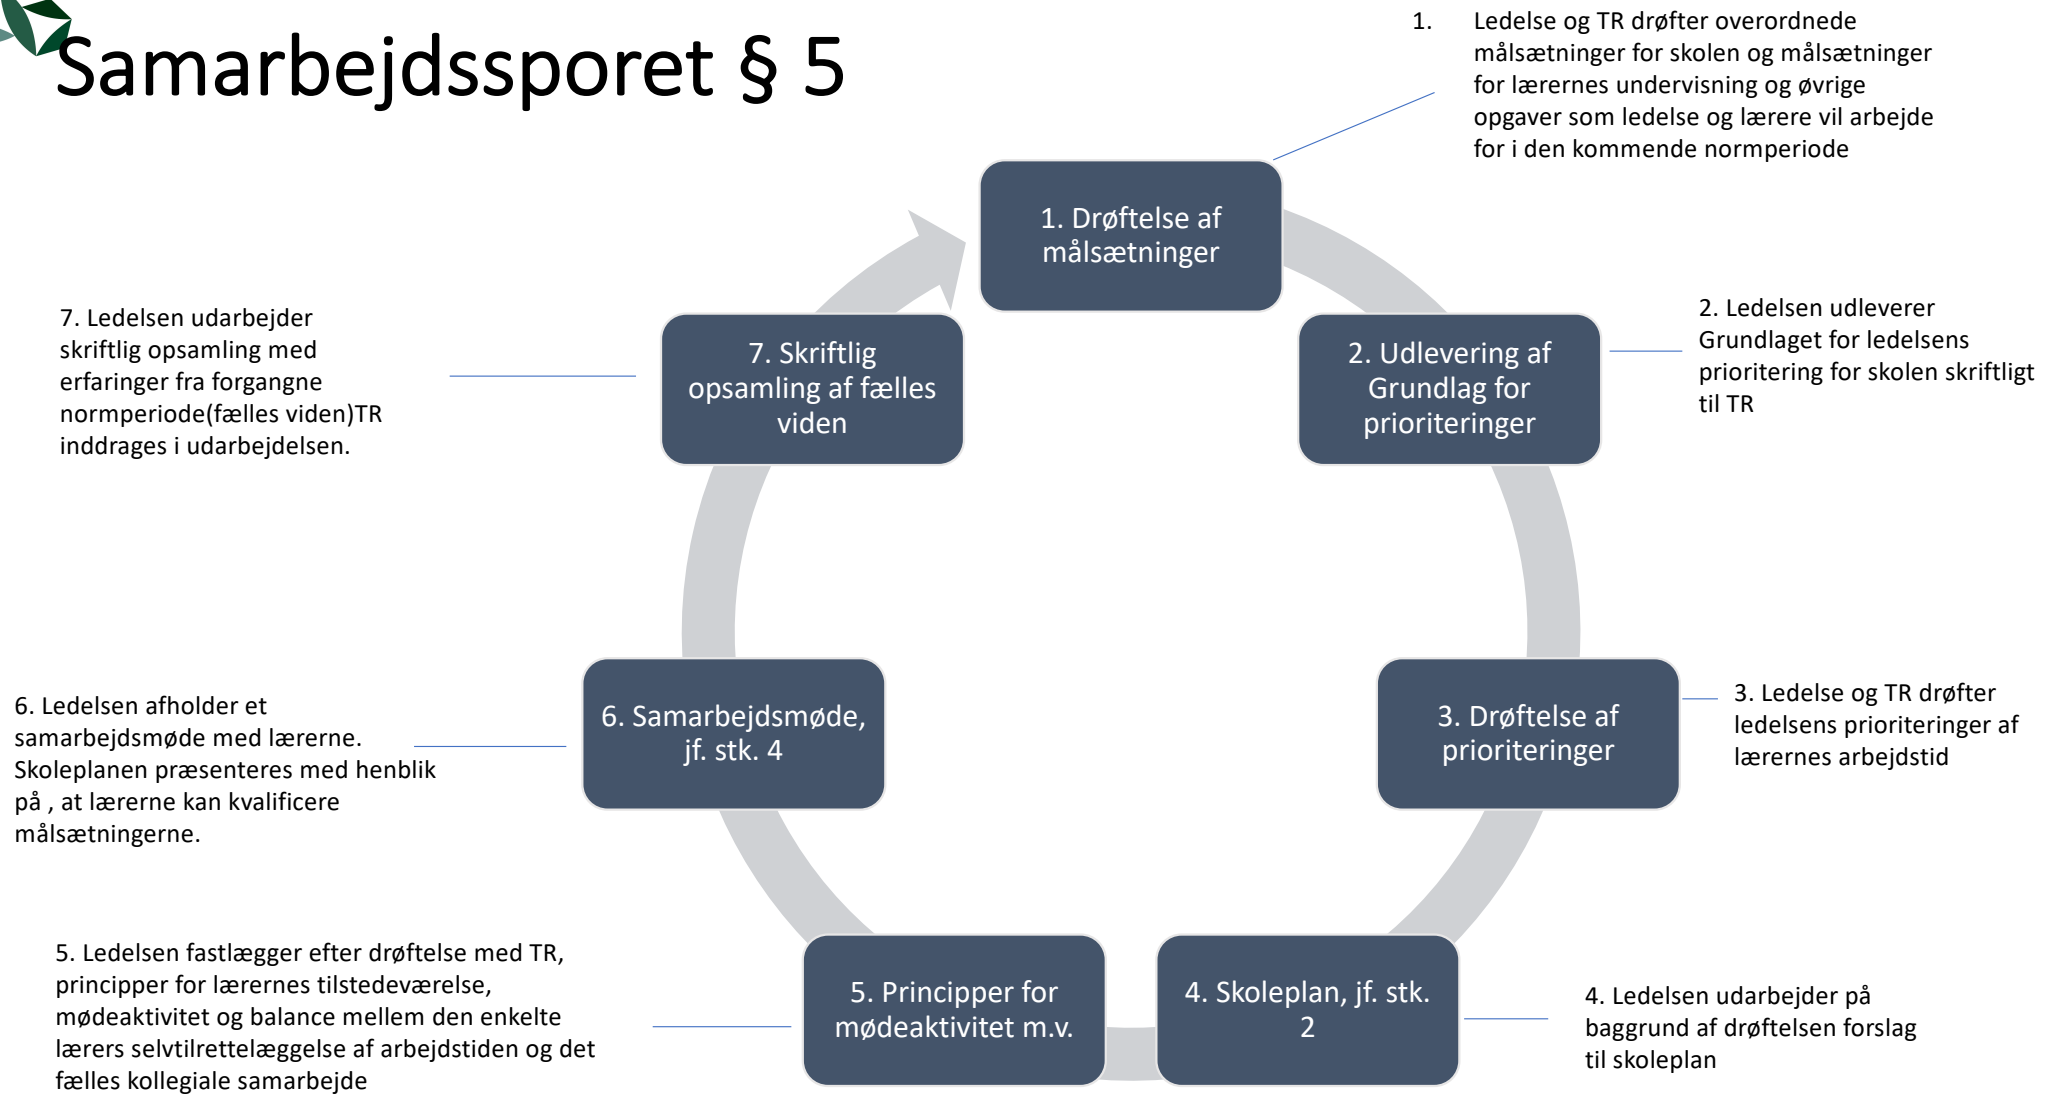 Samarbejdssporet § 5
1. Ledelse og TR drøfter overordnede
målsætninger for skolen og målsætninger
for lærernes undervisning og øvrige
opgaver som ledelse og lærere vil arbejde
for i den kommende normperiode
1. Drøftelse af
målsætninger
2. Udlevering af
Grundlag for
prioriteringer
2. Ledelsen udleverer
Grundlaget for ledelsens
prioritering for skolen skriftligt
til TR
3. Drøftelse af
prioriteringer
3. Ledelse og TR drøfter
ledelsens prioriteringer af
lærernes arbejdstid
4. Skoleplan, jf. stk.
2
4. Ledelsen udarbejder på
baggrund af drøftelsen forslag
til skoleplan
5. Principper for
mødeaktivitet m.v.
5. Ledelsen fastlægger efter drøftelse med TR,
principper for lærernes tilstedeværelse,
mødeaktivitet og balance mellem den enkelte
lærers selvtilrettelæggelse af arbejdstiden og det
fælles kollegiale samarbejde
6. Samarbejdsmøde,
jf. stk. 4
6. Ledelsen afholder et
samarbejdsmøde med lærerne.
Skoleplanen præsenteres med henblik
på , at lærerne kan kvalificere
målsætningerne.
7. Skriftlig
opsamling af fælles
viden
7. Ledelsen udarbejder
skriftlig opsamling med
erfaringer fra forgangne
normperiode(fælles viden)TR
inddrages i udarbejdelsen.